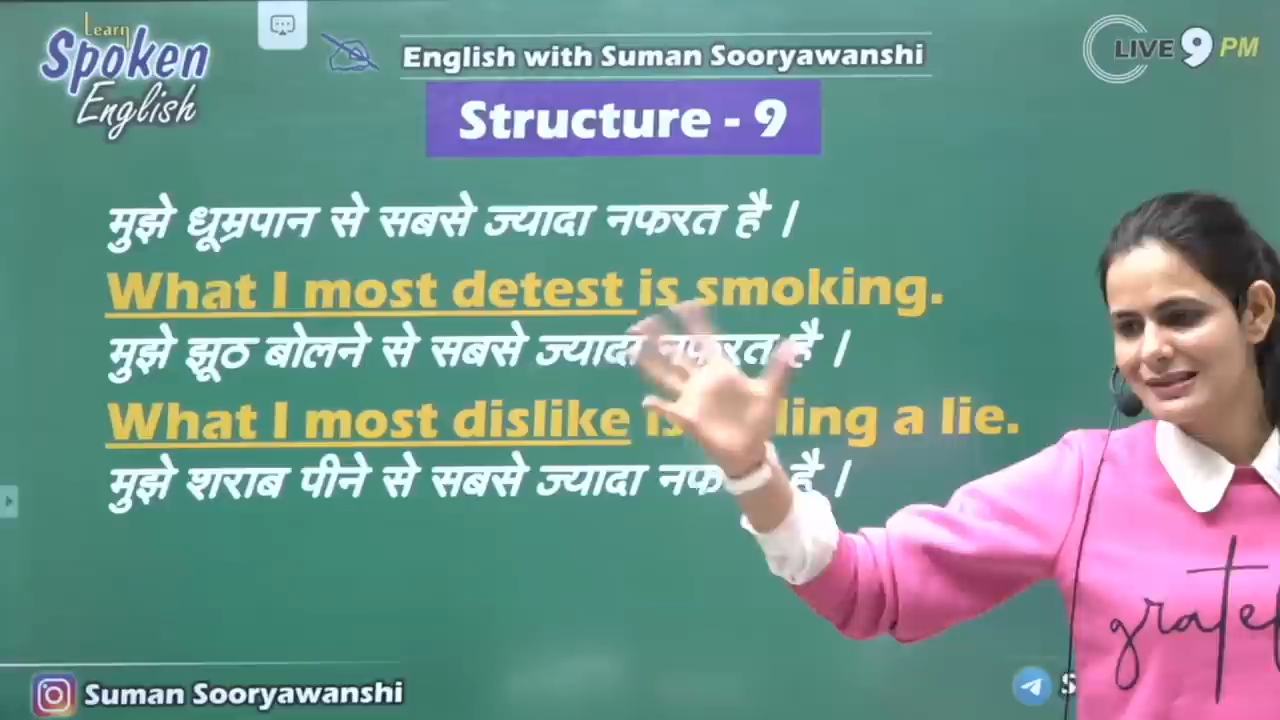 Learn
Spoken
English
English with Suman Sooryawanshi
LIVE 9 PM
Structure - 9
मुझे धूम्रपान से सबसे ज्यादा नफरत है ।
What I most detest is smoking.
मुझे झूठ बोलने से सबसे ज्यादा नफरत है ।
What I most dislike a lie.
मुझे शराब पीने से सबसे ज्यादा है ।
Suman Sooryawanshi